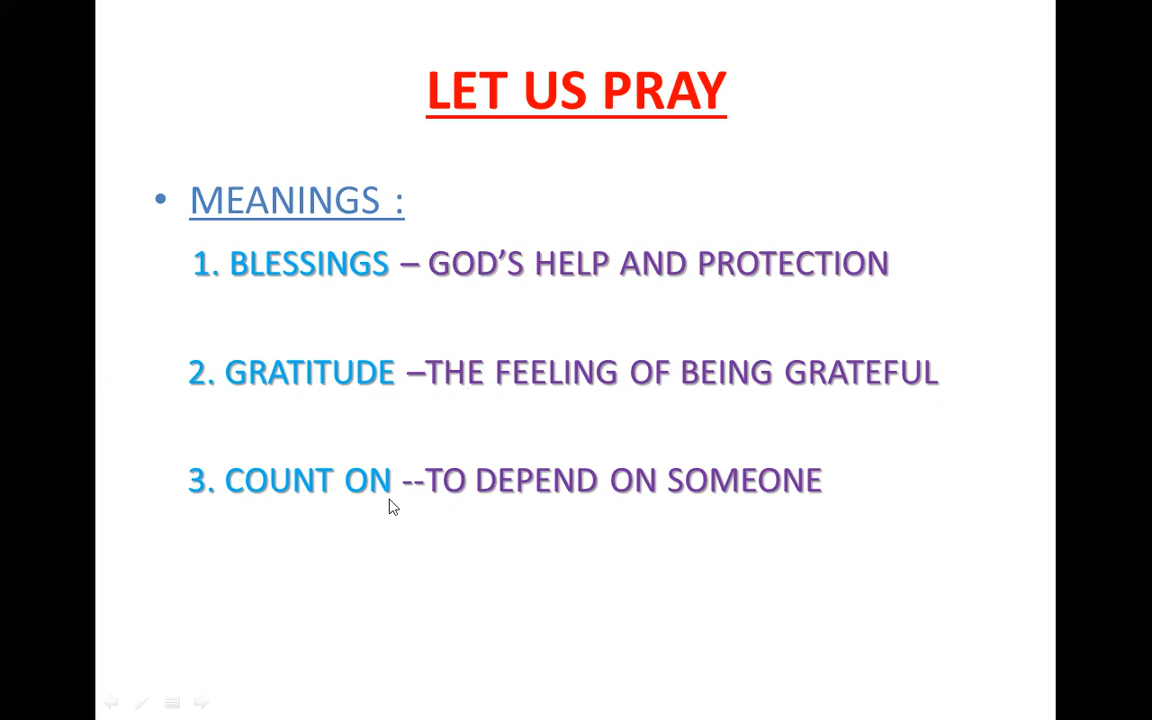 LET US PRAY
• MEANINGS :
1. BLESSINGS – GOD’S HELP AND PROTECTION
2. GRATITUDE –THE FEELING OF BEING GRATEFUL
3. COUNT ON --TO DEPEND ON SOMEONE